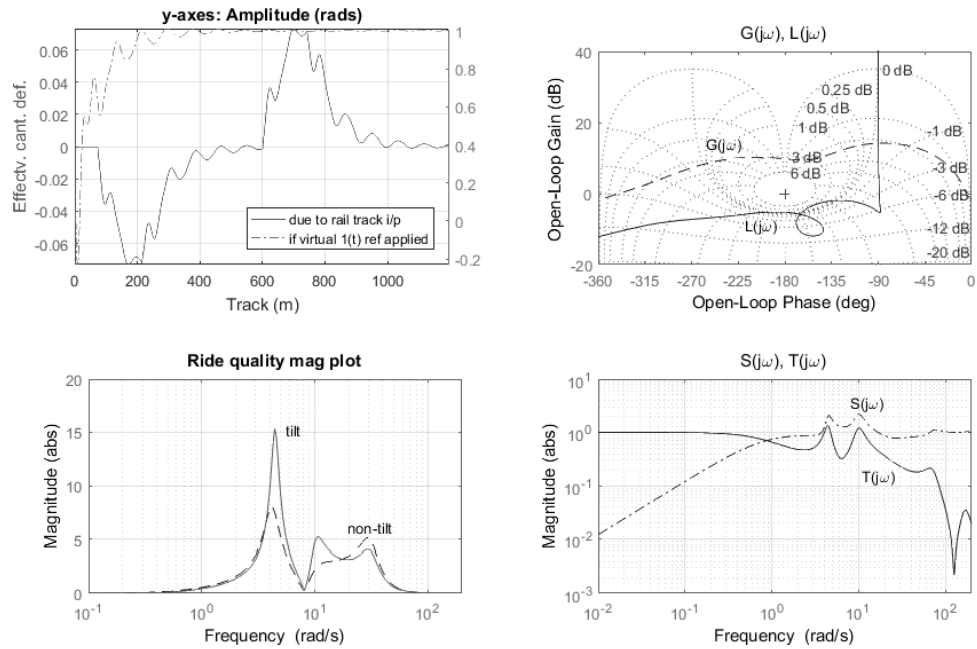 y-axes: Amplitude (rads)
Effectv. cant. def.
0.06
0.04
0.02
0
-0.02
-0.04
-0.06
1
0.8
0.6
0.4
0.2
0
-0.2
due to rail track i/p
if virtual 1(t) ref applied
0 200 400 600 800 1000
Track (m)
G(jω), L(jω)
Open-Loop Gain (dB)
40
20
0
-20
0 dB
0.25 dB
0.5 dB
1 dB
-1 dB
G(jω)
3 dB
-3 dB
6 dB
-6 dB
L(jω)
-12 dB
-20 dB
-360 -315 -270 -225 -180 -135 -90 -45 0
Open-Loop Phase (deg)
Ride quality mag plot
Magnitude (abs)
20
15
10
5
0
tilt
non-tilt
10^-1 10^0 10^1 10^2
Frequency (rad/s)
S(jω), T(jω)
Magnitude (abs)
10^1
10^0
10^-1
10^-2
10^-3
S(jω)
T(jω)
10^-2 10^-1 10^0 10^1 10^2
Frequency (rad/s)